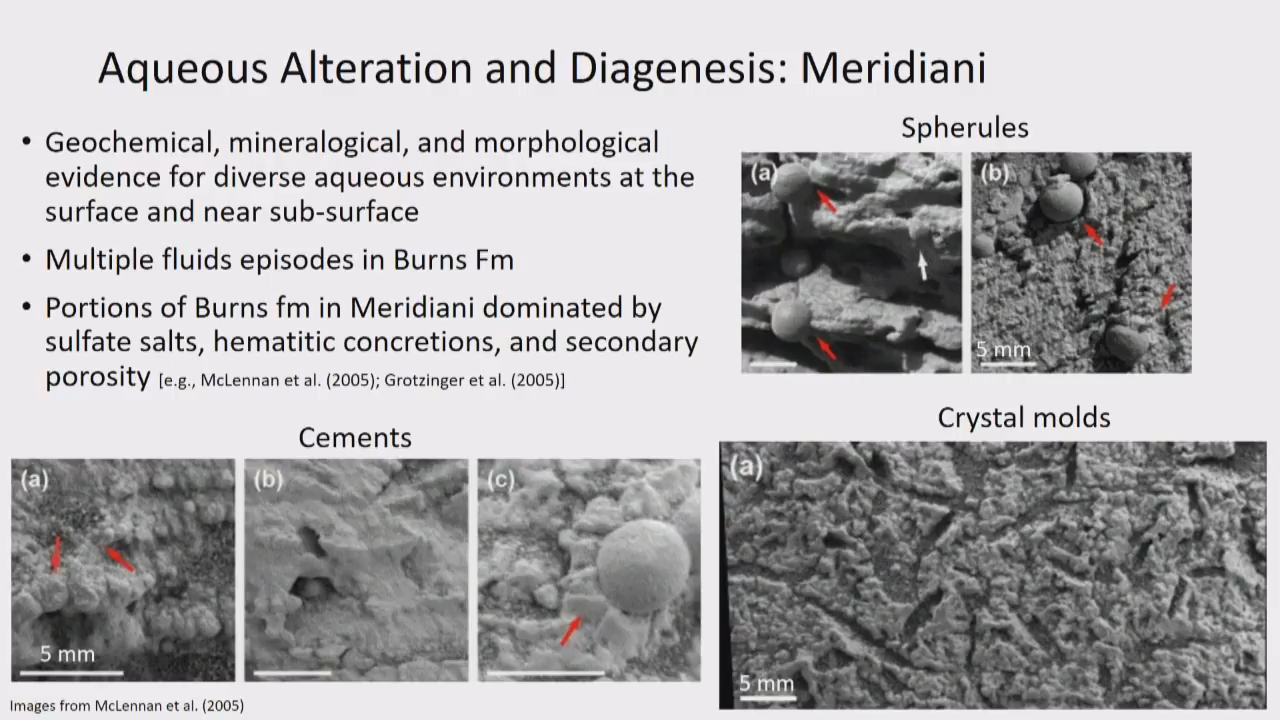 Aqueous Alteration and Diagenesis: Meridiani
• Geochemical, mineralogical, and morphological
evidence for diverse aqueous environments at the
surface and near sub-surface
• Multiple fluids episodes in Burns Fm
• Portions of Burns fm in Meridiani dominated by
sulfate salts, hematitic concretions, and secondary
porosity [e.g., McLennan et al. (2005); Grotzinger et al. (2005)]
Spherules
(a)
(b)
5 mm
Cements
(a)
(b)
(c)
5 mm
Crystal molds
(a)
5 mm
Images from McLennan et al. (2005)